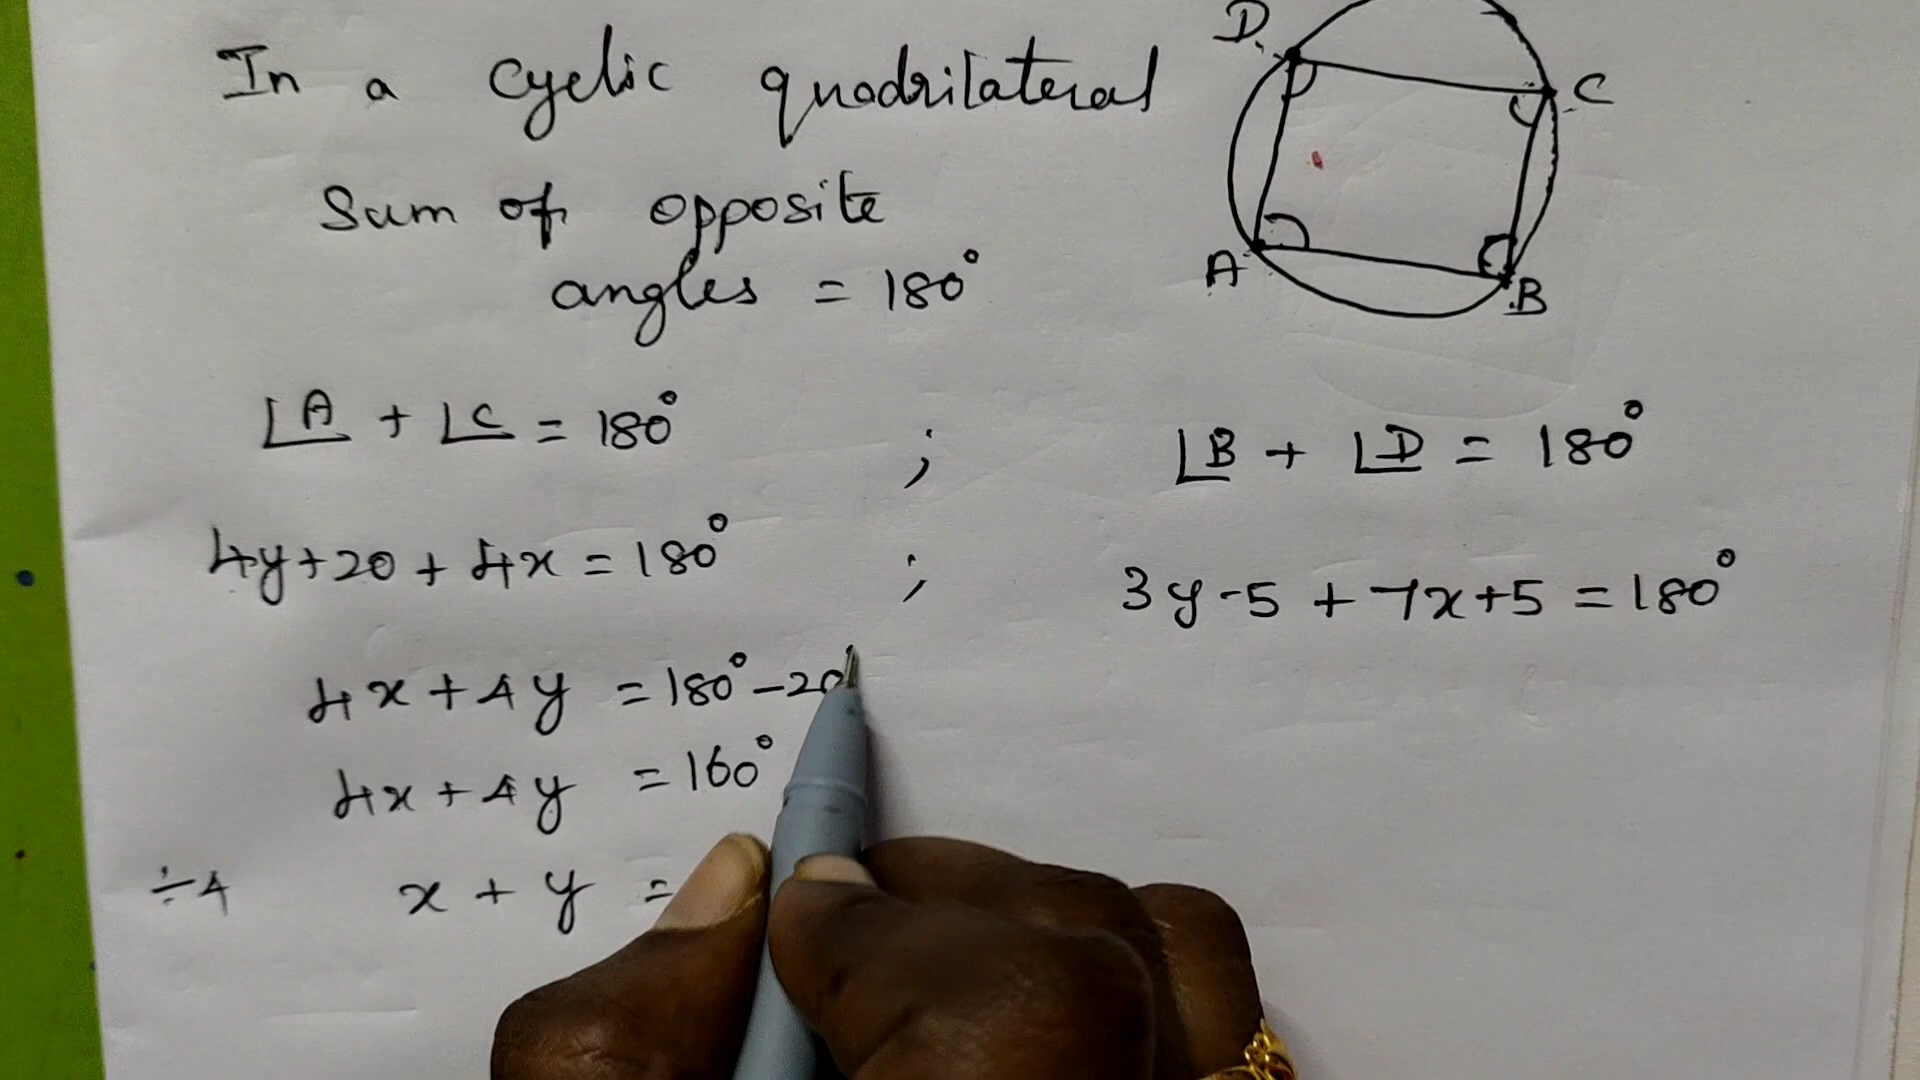 In a cyclic quadrilateral
Sum of opposite
angles = 180°
D
C
A
B
∠A + ∠C = 180° ; ∠B + ∠D = 180°
4y+20 + 4x = 180° ; 3y-5 + 7x+5 = 180°
4x + 4y = 180° - 20
4x + 4y = 160°
÷4 x + y =